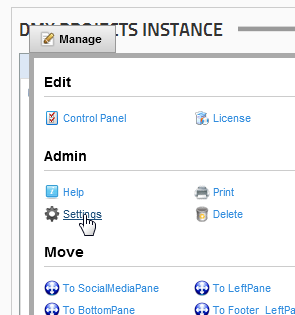 DMX PROJECTS INSTANCE
Manage
Edit
Control Panel
License
Admin
Help
Print
Settings
Delete
Move
To SocialMediaPane
To LeftPane
To BottomPane
To Footer_LeftPane